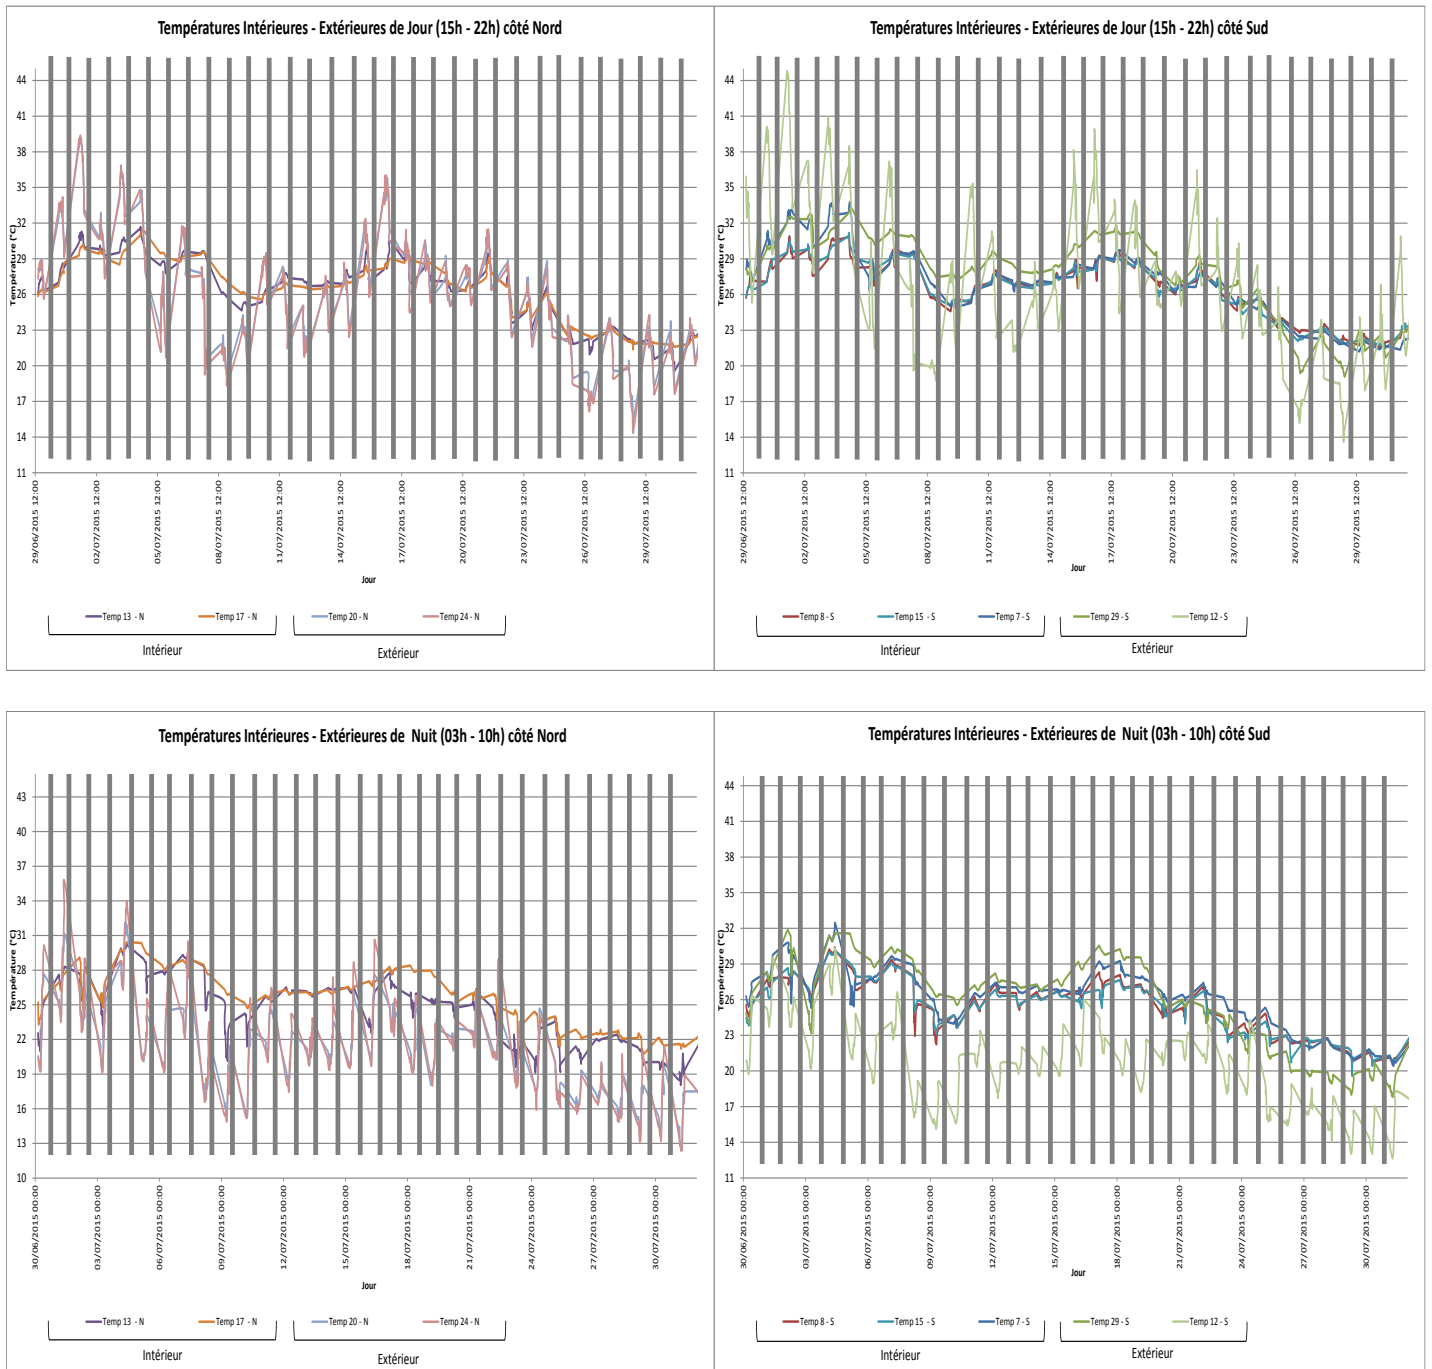 Températures Intérieures - Extérieures de Jour (15h - 22h) côté Nord
Température (°C)
44
41
38
35
32
29
26
23
20
17
14
11
29/06/2015 12:00
02/07/2015 12:00
05/07/2015 12:00
08/07/2015 12:00
11/07/2015 12:00
14/07/2015 12:00
17/07/2015 12:00
20/07/2015 12:00
23/07/2015 12:00
26/07/2015 12:00
29/07/2015 12:00
Jour
Temp 13 - N
Temp 17 - N
Temp 20 - N
Temp 24 - N
Intérieur
Extérieur
Températures Intérieures - Extérieures de Jour (15h - 22h) côté Sud
Température (°C)
44
41
38
35
32
29
26
23
20
17
14
11
29/06/2015 12:00
02/07/2015 12:00
05/07/2015 12:00
08/07/2015 12:00
11/07/2015 12:00
14/07/2015 12:00
17/07/2015 12:00
20/07/2015 12:00
23/07/2015 12:00
26/07/2015 12:00
29/07/2015 12:00
Jour
Temp 8 - S
Temp 15 - S
Temp 7 - S
Temp 29 - S
Temp 12 - S
Intérieur
Extérieur
Températures Intérieures - Extérieures de Nuit (03h - 10h) côté Nord
Température (°C)
43
40
37
34
31
28
25
22
19
16
13
10
30/06/2015 00:00
03/07/2015 00:00
06/07/2015 00:00
09/07/2015 00:00
12/07/2015 00:00
15/07/2015 00:00
18/07/2015 00:00
21/07/2015 00:00
24/07/2015 00:00
27/07/2015 00:00
30/07/2015 00:00
Jour
Temp 13 - N
Temp 17 - N
Temp 20 - N
Temp 24 - N
Intérieur
Extérieur
Températures Intérieures - Extérieures de Nuit (03h - 10h) côté Sud
Température (°C)
44
41
38
35
32
29
26
23
20
17
14
11
30/06/2015 00:00
03/07/2015 00:00
06/07/2015 00:00
09/07/2015 00:00
12/07/2015 00:00
15/07/2015 00:00
18/07/2015 00:00
21/07/2015 00:00
24/07/2015 00:00
27/07/2015 00:00
30/07/2015 00:00
Jour
Temp 8 - S
Temp 15 - S
Temp 7 - S
Temp 29 - S
Temp 12 - S
Intérieur
Extérieur